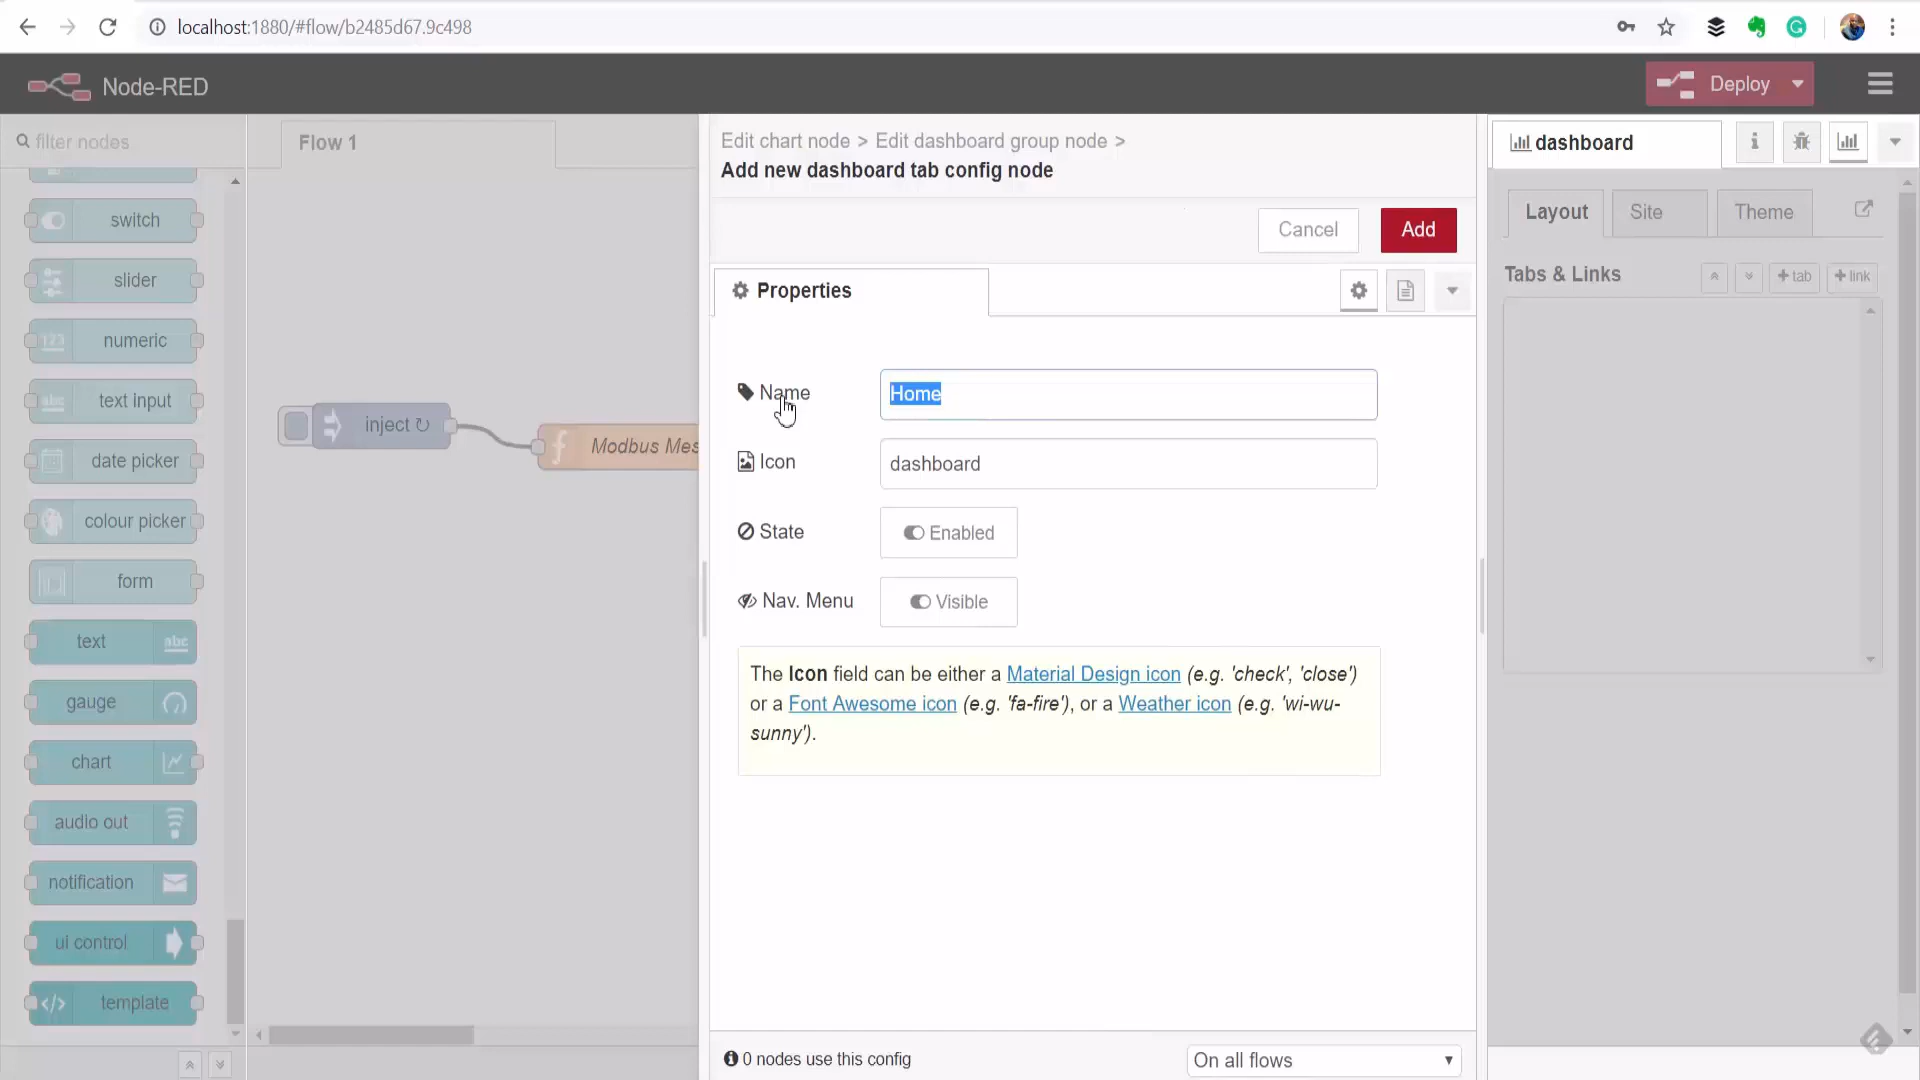 localhost:1880/#flow/b2485d67.9c498
Node-RED
Deploy
filter nodes
Flow 1
Edit chart node > Edit dashboard group node >
Add new dashboard tab config node
dashboard
Cancel
Add
Layout
Site
Theme
Properties
Tabs & Links
+ tab
+ link
switch
slider
numeric
123
text input
abc
date picker
colour picker
form
text
abc
gauge
chart
audio out
notification
ui control
template
inject ↻
Modbus Mes
Name
Home
Icon
dashboard
State
Enabled
Nav. Menu
Visible
The Icon field can be either a Material Design icon (e.g. 'check', 'close')
or a Font Awesome icon (e.g. 'fa-fire'), or a Weather icon (e.g. 'wi-wu-
sunny').
0 nodes use this config
On all flows